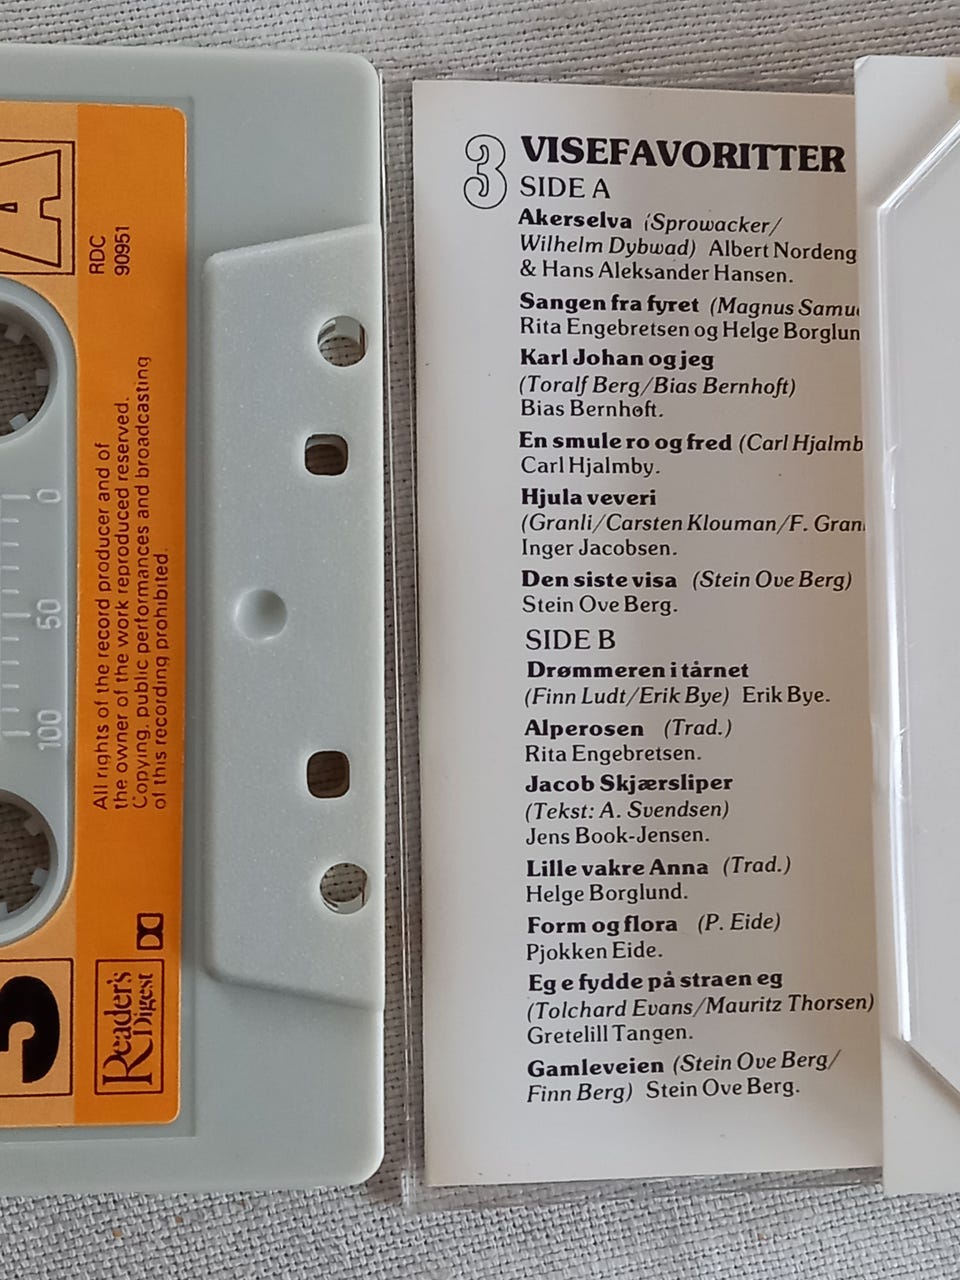 A
RDC
90951
All rights of the record producer and of
the owner of the work reproduced reserved.
Copying, public performances and broadcasting
of this recording prohibited.
0
50
100
Reader's
Digest
3 VISEFAVORITTER
SIDE A
Akerselva (Sprowacker/
Wilhelm Dybwad) Albert Nordeng
& Hans Aleksander Hansen.
Sangen fra fyret (Magnus
Rita Engebretsen og Helge
Karl Johan og jeg
(Toralf Berg/Bias Bernhoft)
Bias Bernhoft.
En smule ro og fred (Carl
Carl Hjalmby.
Hjula veveri
(Granli/Carsten Klouman/F.
Inger Jacobsen.
Den siste visa (Stein Ove Berg)
Stein Ove Berg.
SIDE B
Drømmeren i tårnet
(Finn Ludt/Erik Bye) Erik Bye.
Alperosen (Trad.)
Rita Engebretsen.
Jacob Skjærsliper
(Tekst: A. Svendsen)
Jens Book-Jensen.
Lille vakre Anna (Trad.)
Helge Borglund.
Form og flora (P. Eide)
Pjokken Eide.
Eg e fydde på straen eg
(Tolchard Evans/Mauritz Thorsen)
Gretelill Tangen.
Gamleveien (Stein Ove Berg/
Finn Berg) Stein Ove Berg.